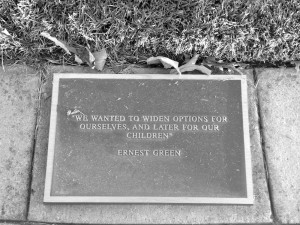 "WE WANTED TO WIDEN OPTIONS FOR
OURSELVES, AND LATER FOR OUR
CHILDREN"
ERNEST GREEN